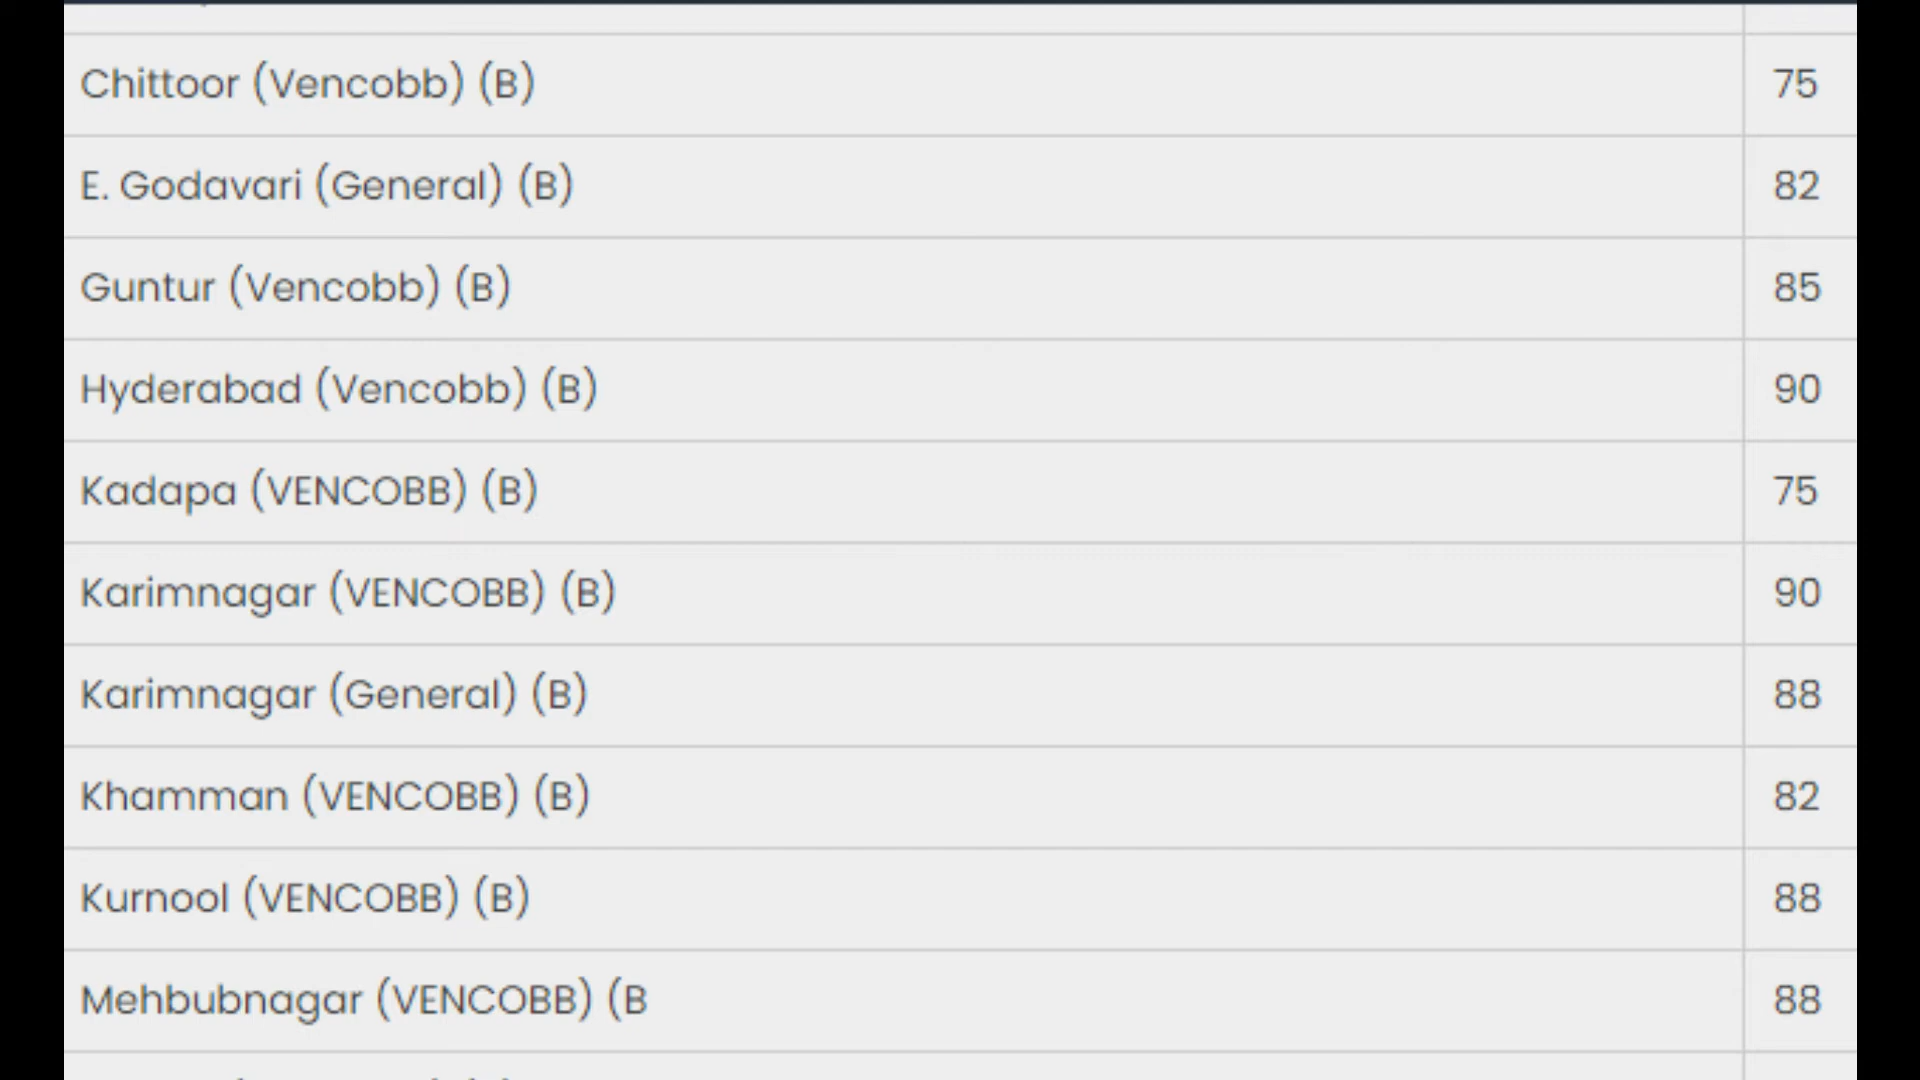 Chittoor (Vencobb) (B) 75
E. Godavari (General) (B) 82
Guntur (Vencobb) (B) 85
Hyderabad (Vencobb) (B) 90
Kadapa (VENCOBB) (B) 75
Karimnagar (VENCOBB) (B) 90
Karimnagar (General) (B) 88
Khamman (VENCOBB) (B) 82
Kurnool (VENCOBB) (B) 88
Mehbubnagar (VENCOBB) (B 88